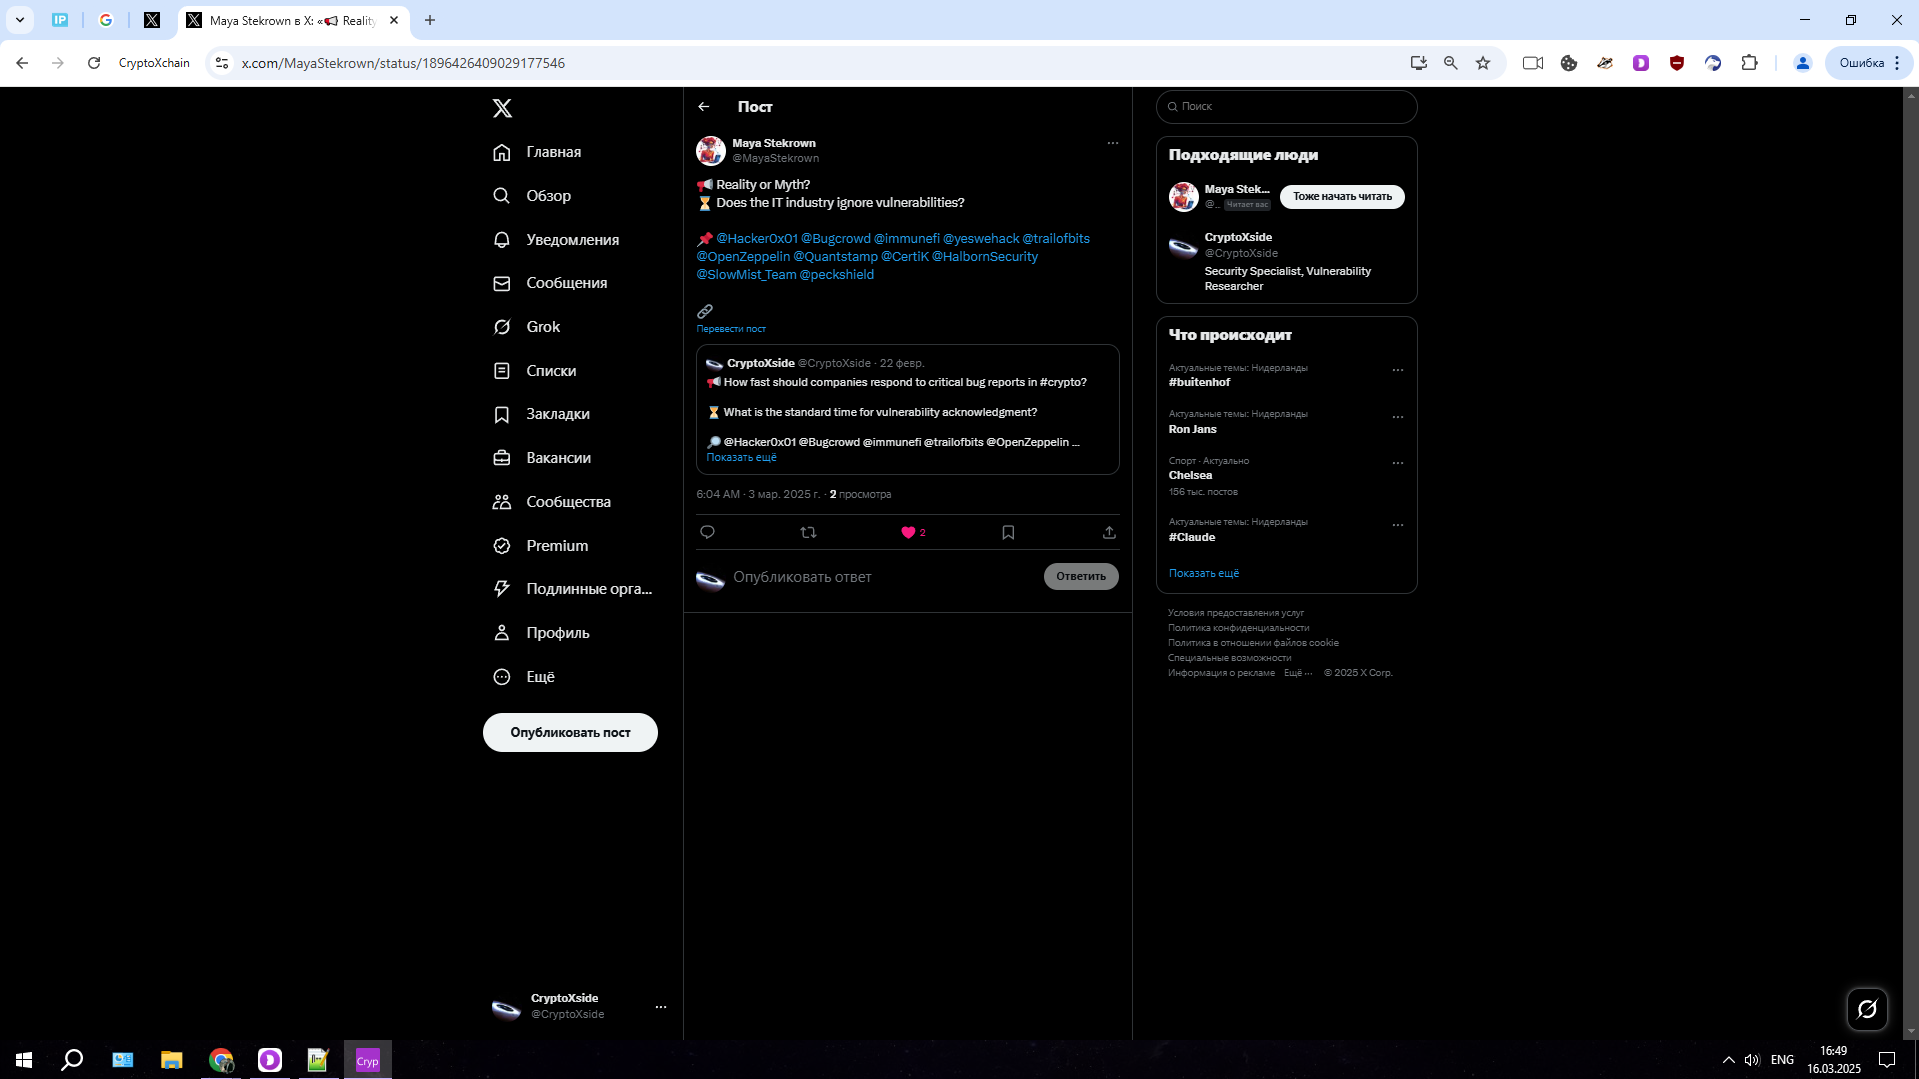 IP
Maya Stekrown в X: «📢 Reality
CryptoXchain
x.com/MayaStekrown/status/1896426409029177546
Ошибка
Главная
Обзор
Уведомления
Сообщения
Grok
Списки
Закладки
Вакансии
Сообщества
Premium
Подлинные орга...
Профиль
Ещё
Опубликовать пост
CryptoXside
@CryptoXside
Пост
Maya Stekrown
@MayaStekrown
📢 Reality or Myth?
⏳ Does the IT industry ignore vulnerabilities?
📌 @Hacker0x01 @Bugcrowd @immunefi @yeswehack @trailofbits
@OpenZeppelin @Quantstamp @CertiK @HalbornSecurity
@SlowMist_Team @peckshield
🔗
Перевести пост
CryptoXside @CryptoXside · 22 февр.
📢 How fast should companies respond to critical bug reports in #crypto?
⏳ What is the standard time for vulnerability acknowledgment?
🔎 @Hacker0x01 @Bugcrowd @immunefi @trailofbits @OpenZeppelin ...
Показать ещё
6:04 AM · 3 мар. 2025 г. · 2 просмотра
2
Опубликовать ответ
Ответить
Поиск
Подходящие люди
Maya Stek...
@... Читает вас
Тоже начать читать
CryptoXside
@CryptoXside
Security Specialist, Vulnerability
Researcher
Что происходит
Актуальные темы: Нидерланды
#buitenhof
Актуальные темы: Нидерланды
Ron Jans
Спорт · Актуально
Chelsea
156 тыс. постов
Актуальные темы: Нидерланды
#Claude
Показать ещё
Условия предоставления услуг
Политика конфиденциальности
Политика в отношении файлов cookie
Специальные возможности
Информация о рекламе Ещё ··· © 2025 X Corp.
Cryp
ENG
16:49
16.03.2025